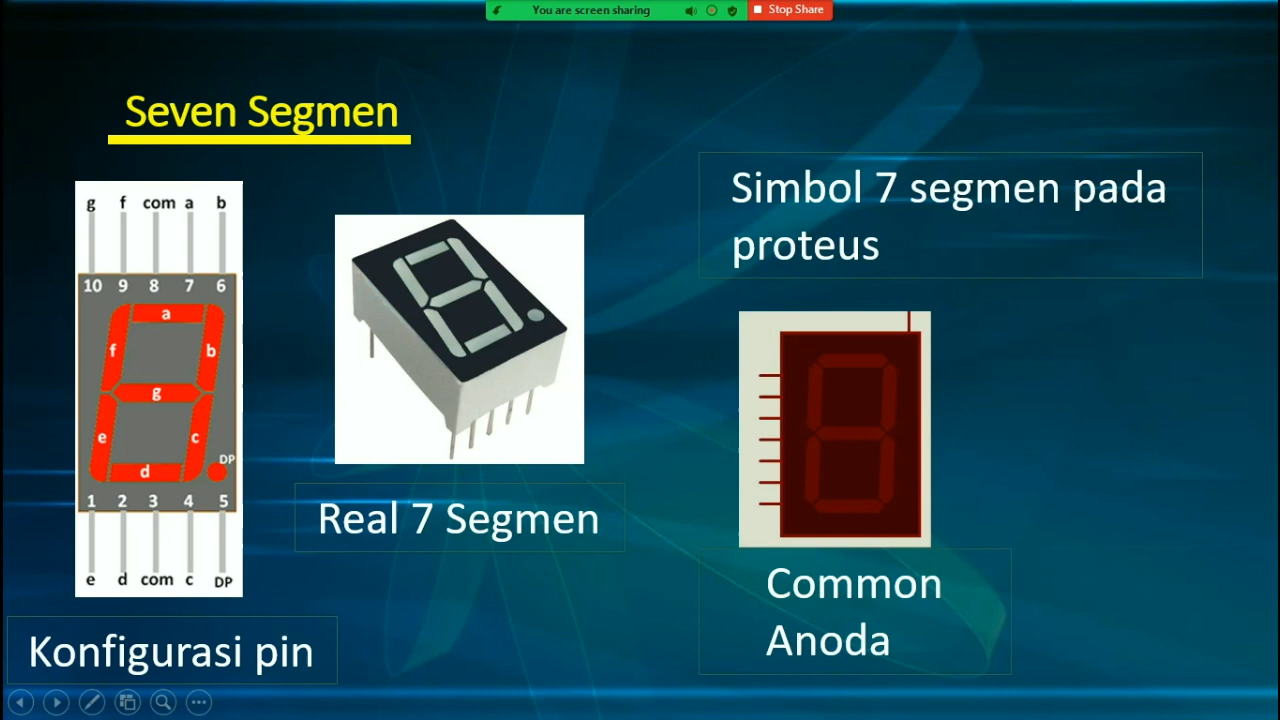 You are screen sharing
Stop Share
Seven Segmen
g f com a b
10 9 8 7 6
a
f
b
g
e
c
DP
d
1 2 3 4 5
e d com c DP
Konfigurasi pin
Real 7 Segmen
Simbol 7 segmen pada
proteus
Common
Anoda